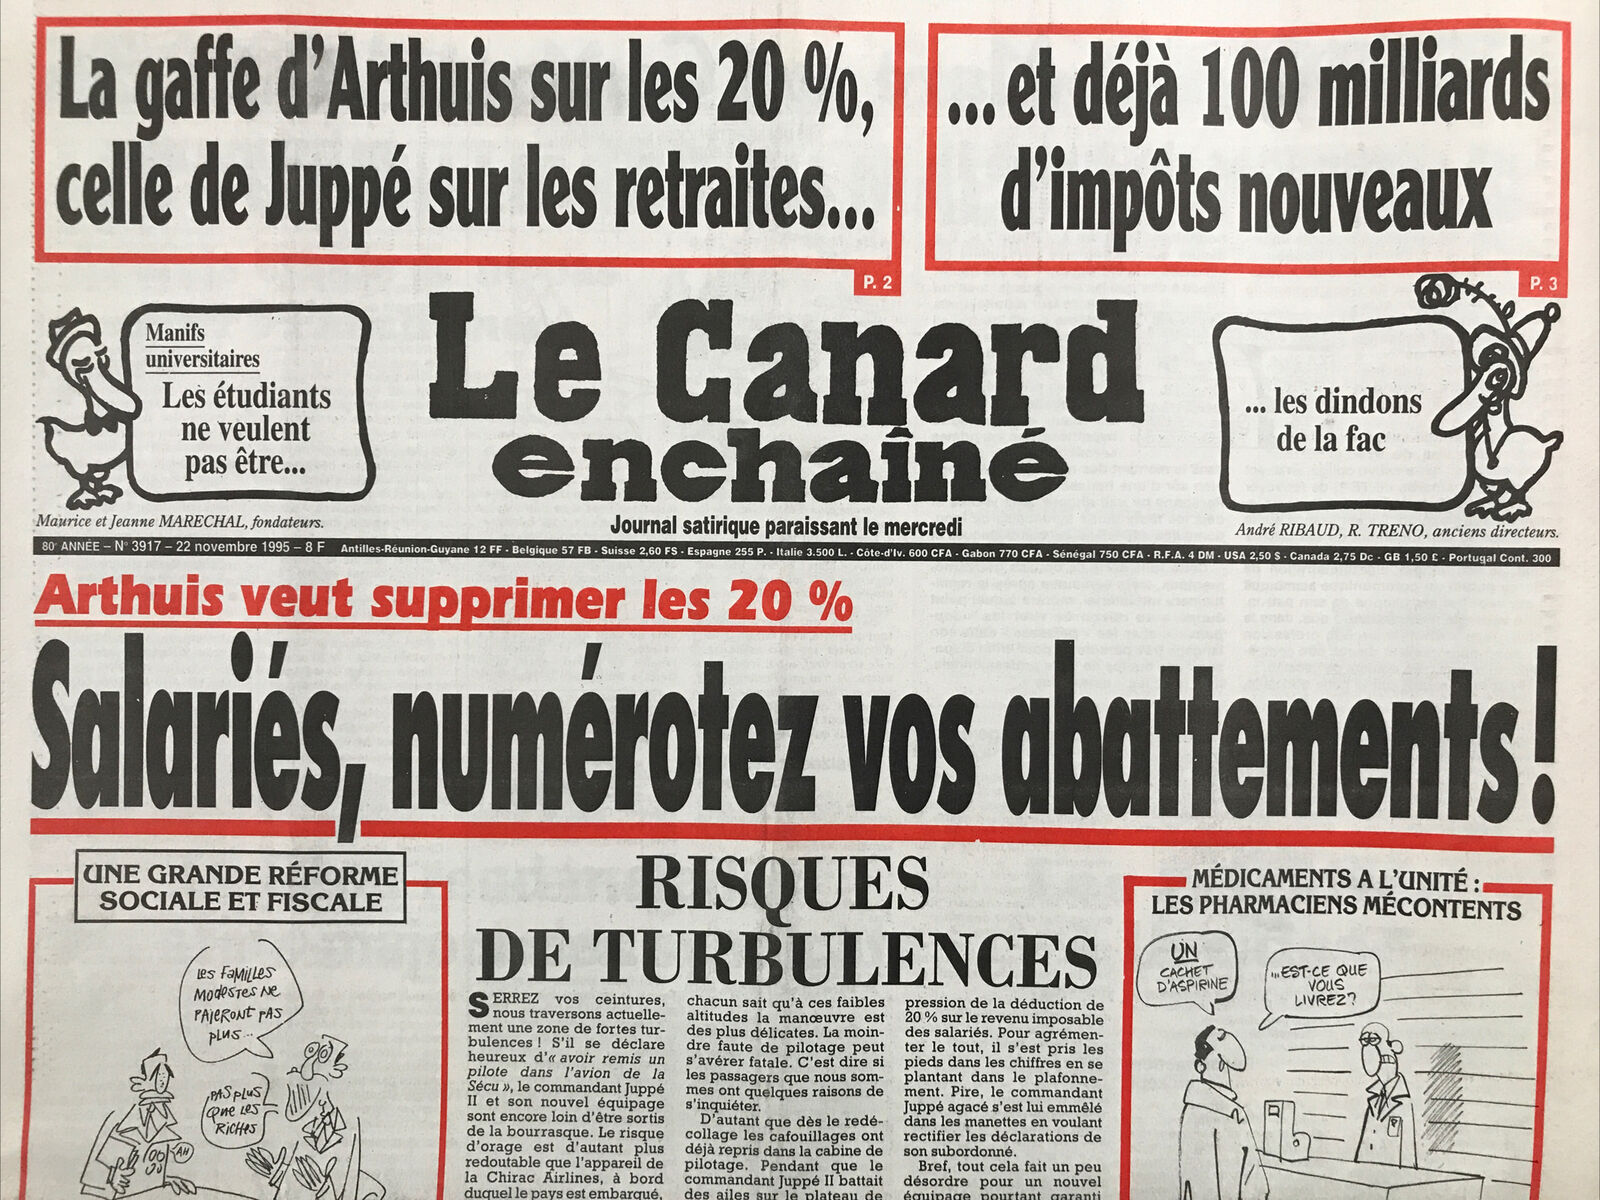 La gaffe d'Arthuis sur les 20 %,
celle de Juppé sur les retraites...
P. 2
...et déjà 100 milliards
d'impôts nouveaux
P. 3
Manifs
universitaires
Les étudiants
ne veulent
pas être...
Le Canard
enchaîné
... les dindons
de la fac
Maurice et Jeanne MARECHAL, fondateurs.
Journal satirique paraissant le mercredi
André RIBAUD, R. TRENO, anciens directeurs.
80e ANNÉE – N° 3917 – 22 novembre 1995 – 8 F Antilles-Réunion-Guyane 12 FF - Belgique 57 FB - Suisse 2,60 FS - Espagne 255 P. - Italie 3.500 L. - Côte-d'Iv. 600 CFA - Gabon 770 CFA - Sénégal 750 CFA - R.F.A. 4 DM - USA 2,50 $ - Canada 2,75 Dc - GB 1,50 £ - Portugal Cont. 300
Arthuis veut supprimer les 20 %
Salariés, numérotez vos abattements!
UNE GRANDE RÉFORME
SOCIALE ET FISCALE
LES FAMILLES
MODESTES NE
PAIERONT PAS
PLUS...
PAS PLUS
QUE LES
RICHES
AH
RISQUES
DE TURBULENCES
SERREZ vos ceintures,
nous traversons actuelle-
ment une zone de fortes tur-
bulences ! S'il se déclare
heureux d'« avoir remis un
pilote dans l'avion de la
Sécu », le commandant Juppé
II et son nouvel équipage
sont encore loin d'être sortis
de la bourrasque. Le risque
d'orage est d'autant plus
redoutable que l'appareil de
la Chirac Airlines, à bord
duquel le pays est embarqué,
chacun sait qu'à ces faibles
altitudes la manœuvre est
des plus délicates. La moin-
dre faute de pilotage peut
s'avérer fatale. C'est dire si
les passagers que nous som-
mes ont quelques raisons de
s'inquiéter.
D'autant que dès le redé-
collage les cafouillages ont
déjà repris dans la cabine de
pilotage. Pendant que le
commandant Juppé II battait
des ailes sur le plateau de
pression de la déduction de
20 % sur le revenu imposable
des salariés. Pour agrémen-
ter le tout, il s'est pris les
pieds dans les chiffres en se
plantant dans le plafonne-
ment. Pire, le commandant
Juppé agacé s'est lui emmêlé
dans les manettes en voulant
rectifier les déclarations de
son subordonné.
Bref, tout cela fait un peu
désordre pour un nouvel
équipage pourtant garanti
MÉDICAMENTS A L'UNITÉ :
LES PHARMACIENS MÉCONTENTS
UN
CACHET
D'ASPIRINE
...EST-CE QUE
VOUS
LIVREZ?